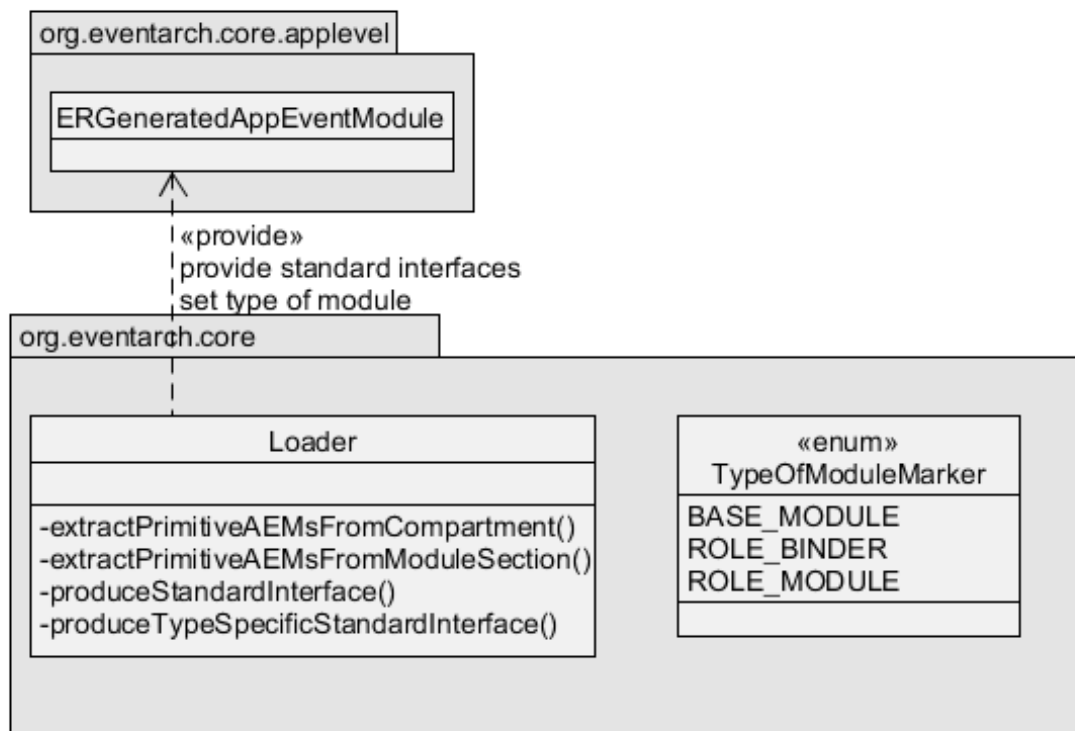 org.eventarch.core.applevel
ERGeneratedAppEventModule
«provide»
provide standard interfaces
set type of module
org.eventarch.core
Loader
-extractPrimitiveAEMsFromCompartment()
-extractPrimitiveAEMsFromModuleSection()
-produceStandardInterface()
-produceTypeSpecificStandardInterface()
«enum»
TypeOfModuleMarker
BASE_MODULE
ROLE_BINDER
ROLE_MODULE